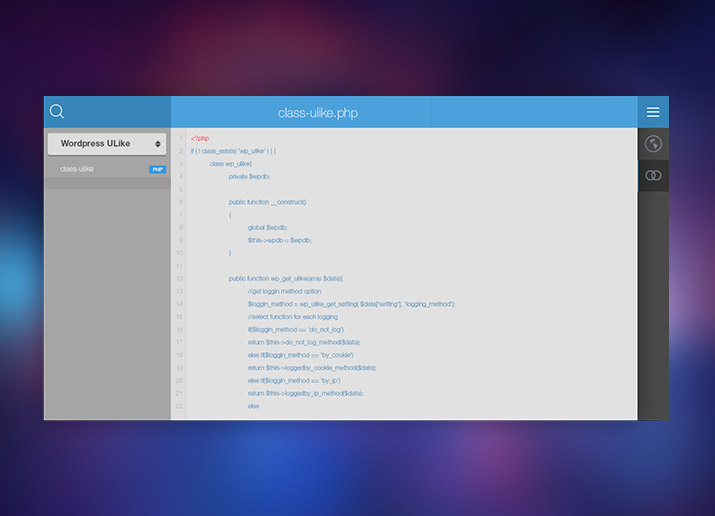 class-ulike.php
Wordpress ULike
class-ulike PHP
1 <?php
2 if ( ! class_exists( 'wp_ulike' ) ) {
3 class wp_ulike{
4 private $wpdb;
5
6 public function __construct()
7 {
8 global $wpdb;
9 $this->wpdb = $wpdb;
10 }
11
12 public function wp_get_ulike(array $data){
13 //get loggin method option
14 $loggin_method = wp_ulike_get_setting( $data['setting'], 'logging_method');
15 //select function for each logging
16 if($loggin_method == 'do_not_log')
17 return $this->do_not_log_method($data);
18 else if($loggin_method == 'by_cookie')
19 return $this->loggedby_cookie_method($data);
20 else if($loggin_method == 'by_ip')
21 return $this->loggedby_ip_method($data);
22 else